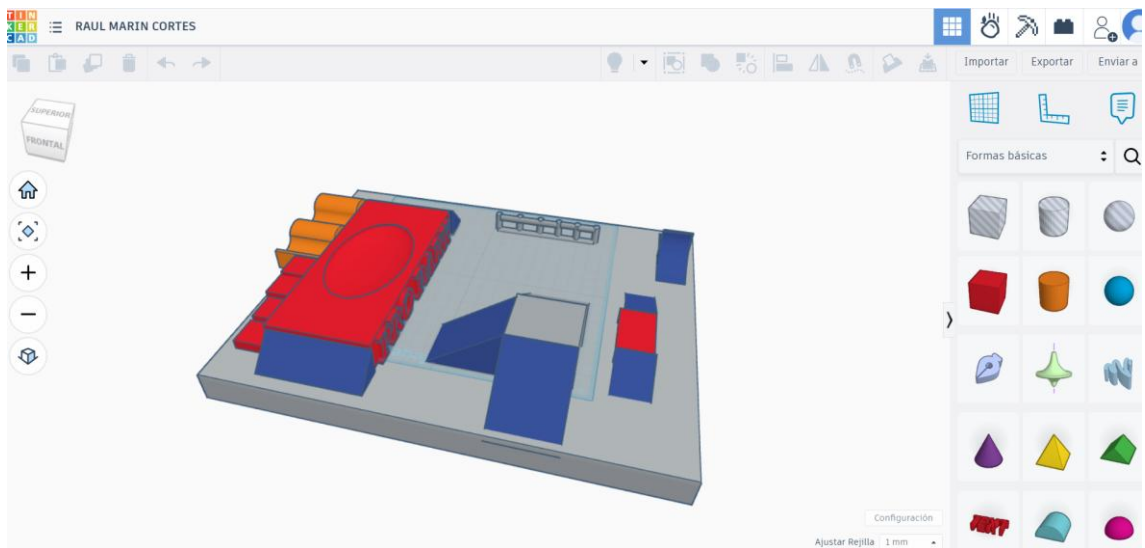 TIN
KER
CAD
RAUL MARIN CORTES
Importar
Exportar
Enviar a
SUPERIOR
FRONTAL
Formas básicas
TEXT
Configuración
Ajustar Rejilla 1 mm